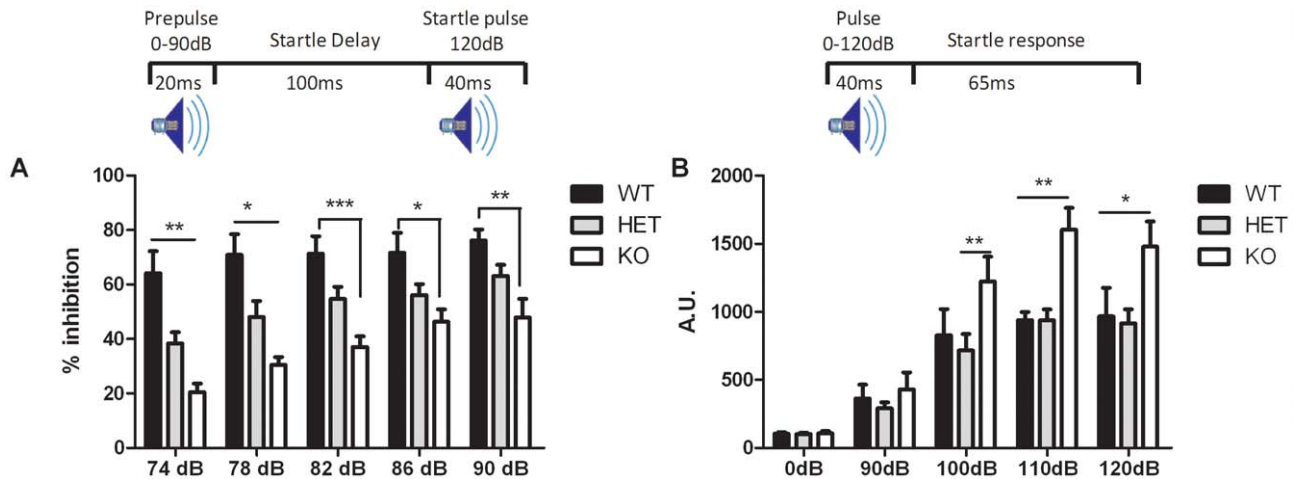 Prepulse
0-90dB
Startle Delay
Startle pulse
120dB
20ms
100ms
40ms
Pulse
0-120dB
Startle response
40ms
65ms
A
100
80
60
40
20
0
% inhibition
**
*
***
*
**
WT
HET
KO
74 dB
78 dB
82 dB
86 dB
90 dB
B
2000
1500
1000
500
0
A.U.
**
**
*
WT
HET
KO
0dB
90dB
100dB
110dB
120dB